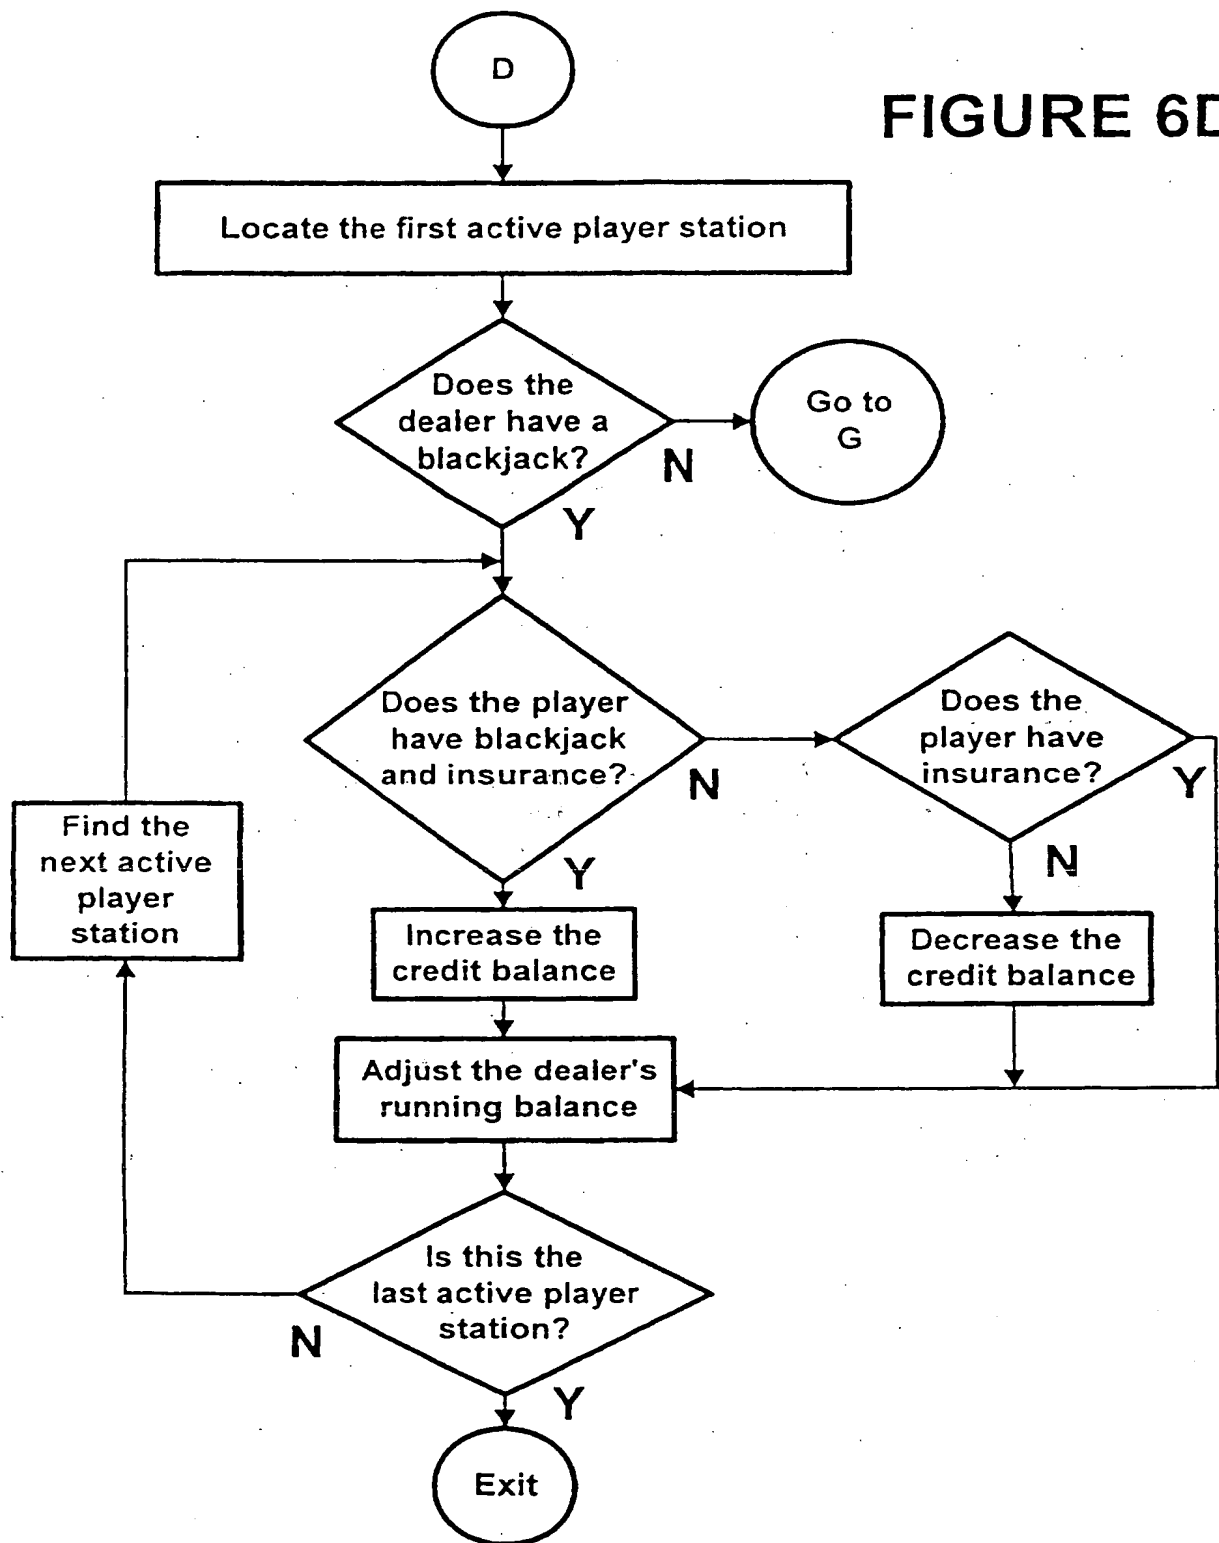 D
FIGURE 6D
Locate the first active player station
Does the
dealer have a
blackjack?
N
Go to
G
Y
Does the player
have blackjack
and insurance?
N
Does the
player have
insurance?
Y
Find the
next active
player
station
Y
N
Increase the
credit balance
Decrease the
credit balance
Adjust the dealer's
running balance
Is this the
last active player
station?
N
Y
Exit